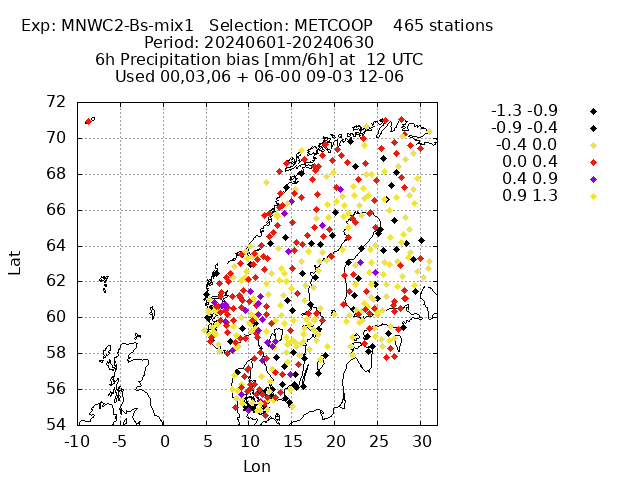 Exp: MNWC2-Bs-mix1   Selection: METCOOP    465 stations
Period: 20240601-20240630
6h Precipitation bias [mm/6h] at  12 UTC
Used 00,03,06 + 06-00 09-03 12-06
-1.3 -0.9
-0.9 -0.4
-0.4 0.0
0.0 0.4
0.4 0.9
0.9 1.3
72
70
68
66
64
62
60
58
56
54
Lat
-10 -5 0 5 10 15 20 25 30
Lon